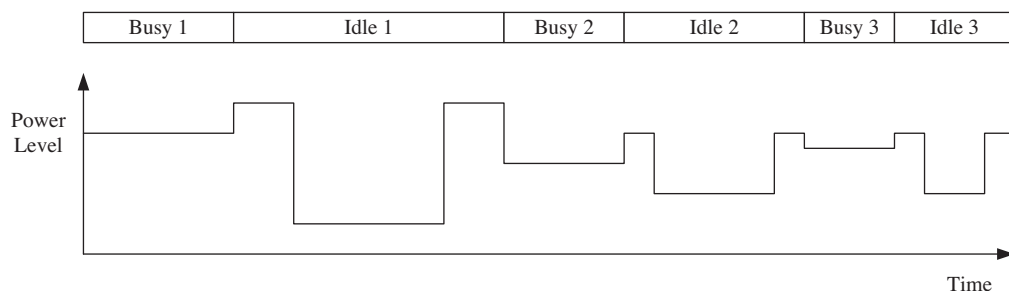 Busy 1
Idle 1
Busy 2
Idle 2
Busy 3
Idle 3
Power
Level
Time